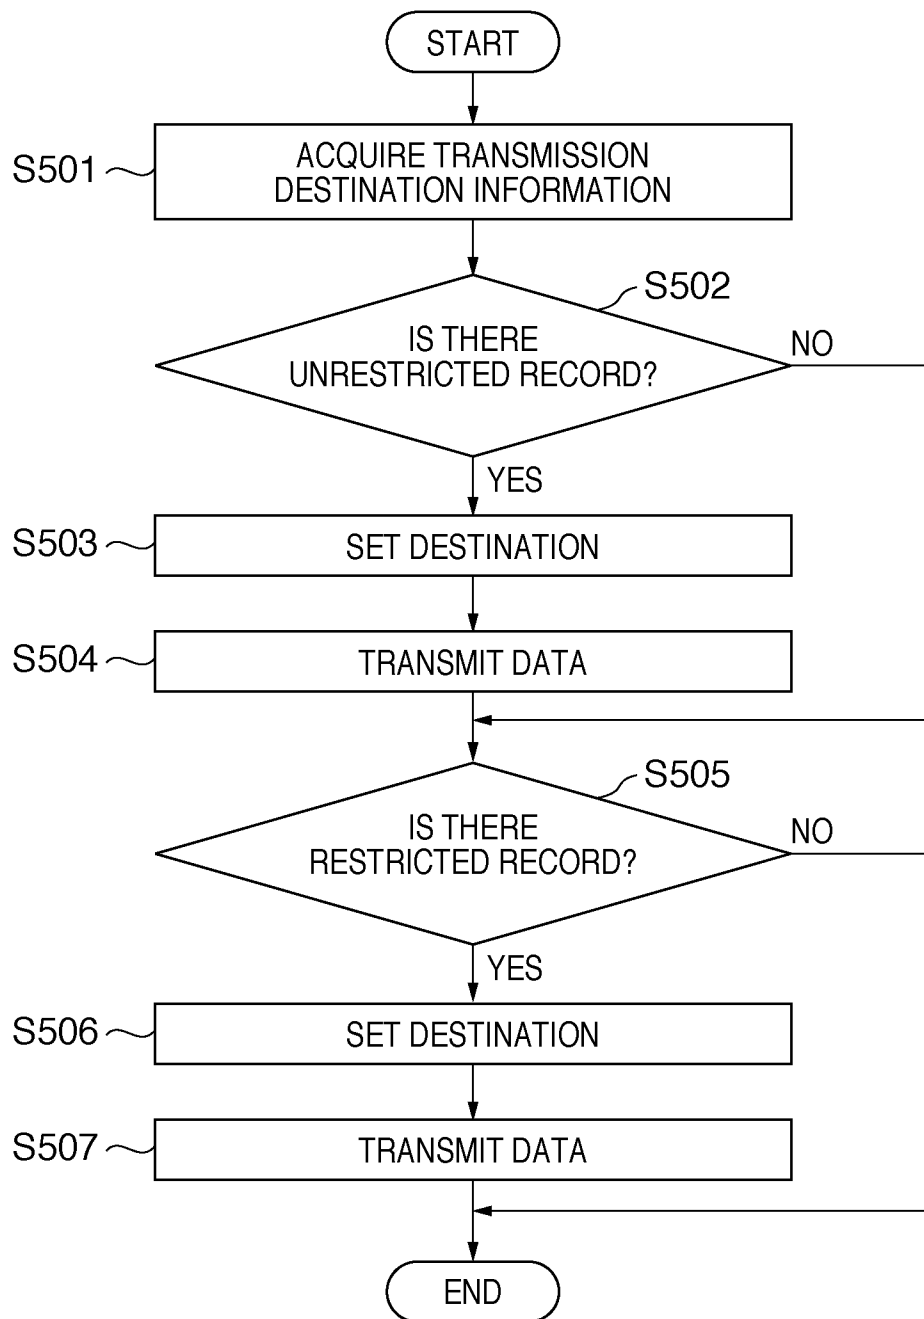 START
S501
ACQUIRE TRANSMISSION
DESTINATION INFORMATION
S502
IS THERE
UNRESTRICTED RECORD?
NO
YES
S503
SET DESTINATION
S504
TRANSMIT DATA
S505
IS THERE
RESTRICTED RECORD?
NO
YES
S506
SET DESTINATION
S507
TRANSMIT DATA
END